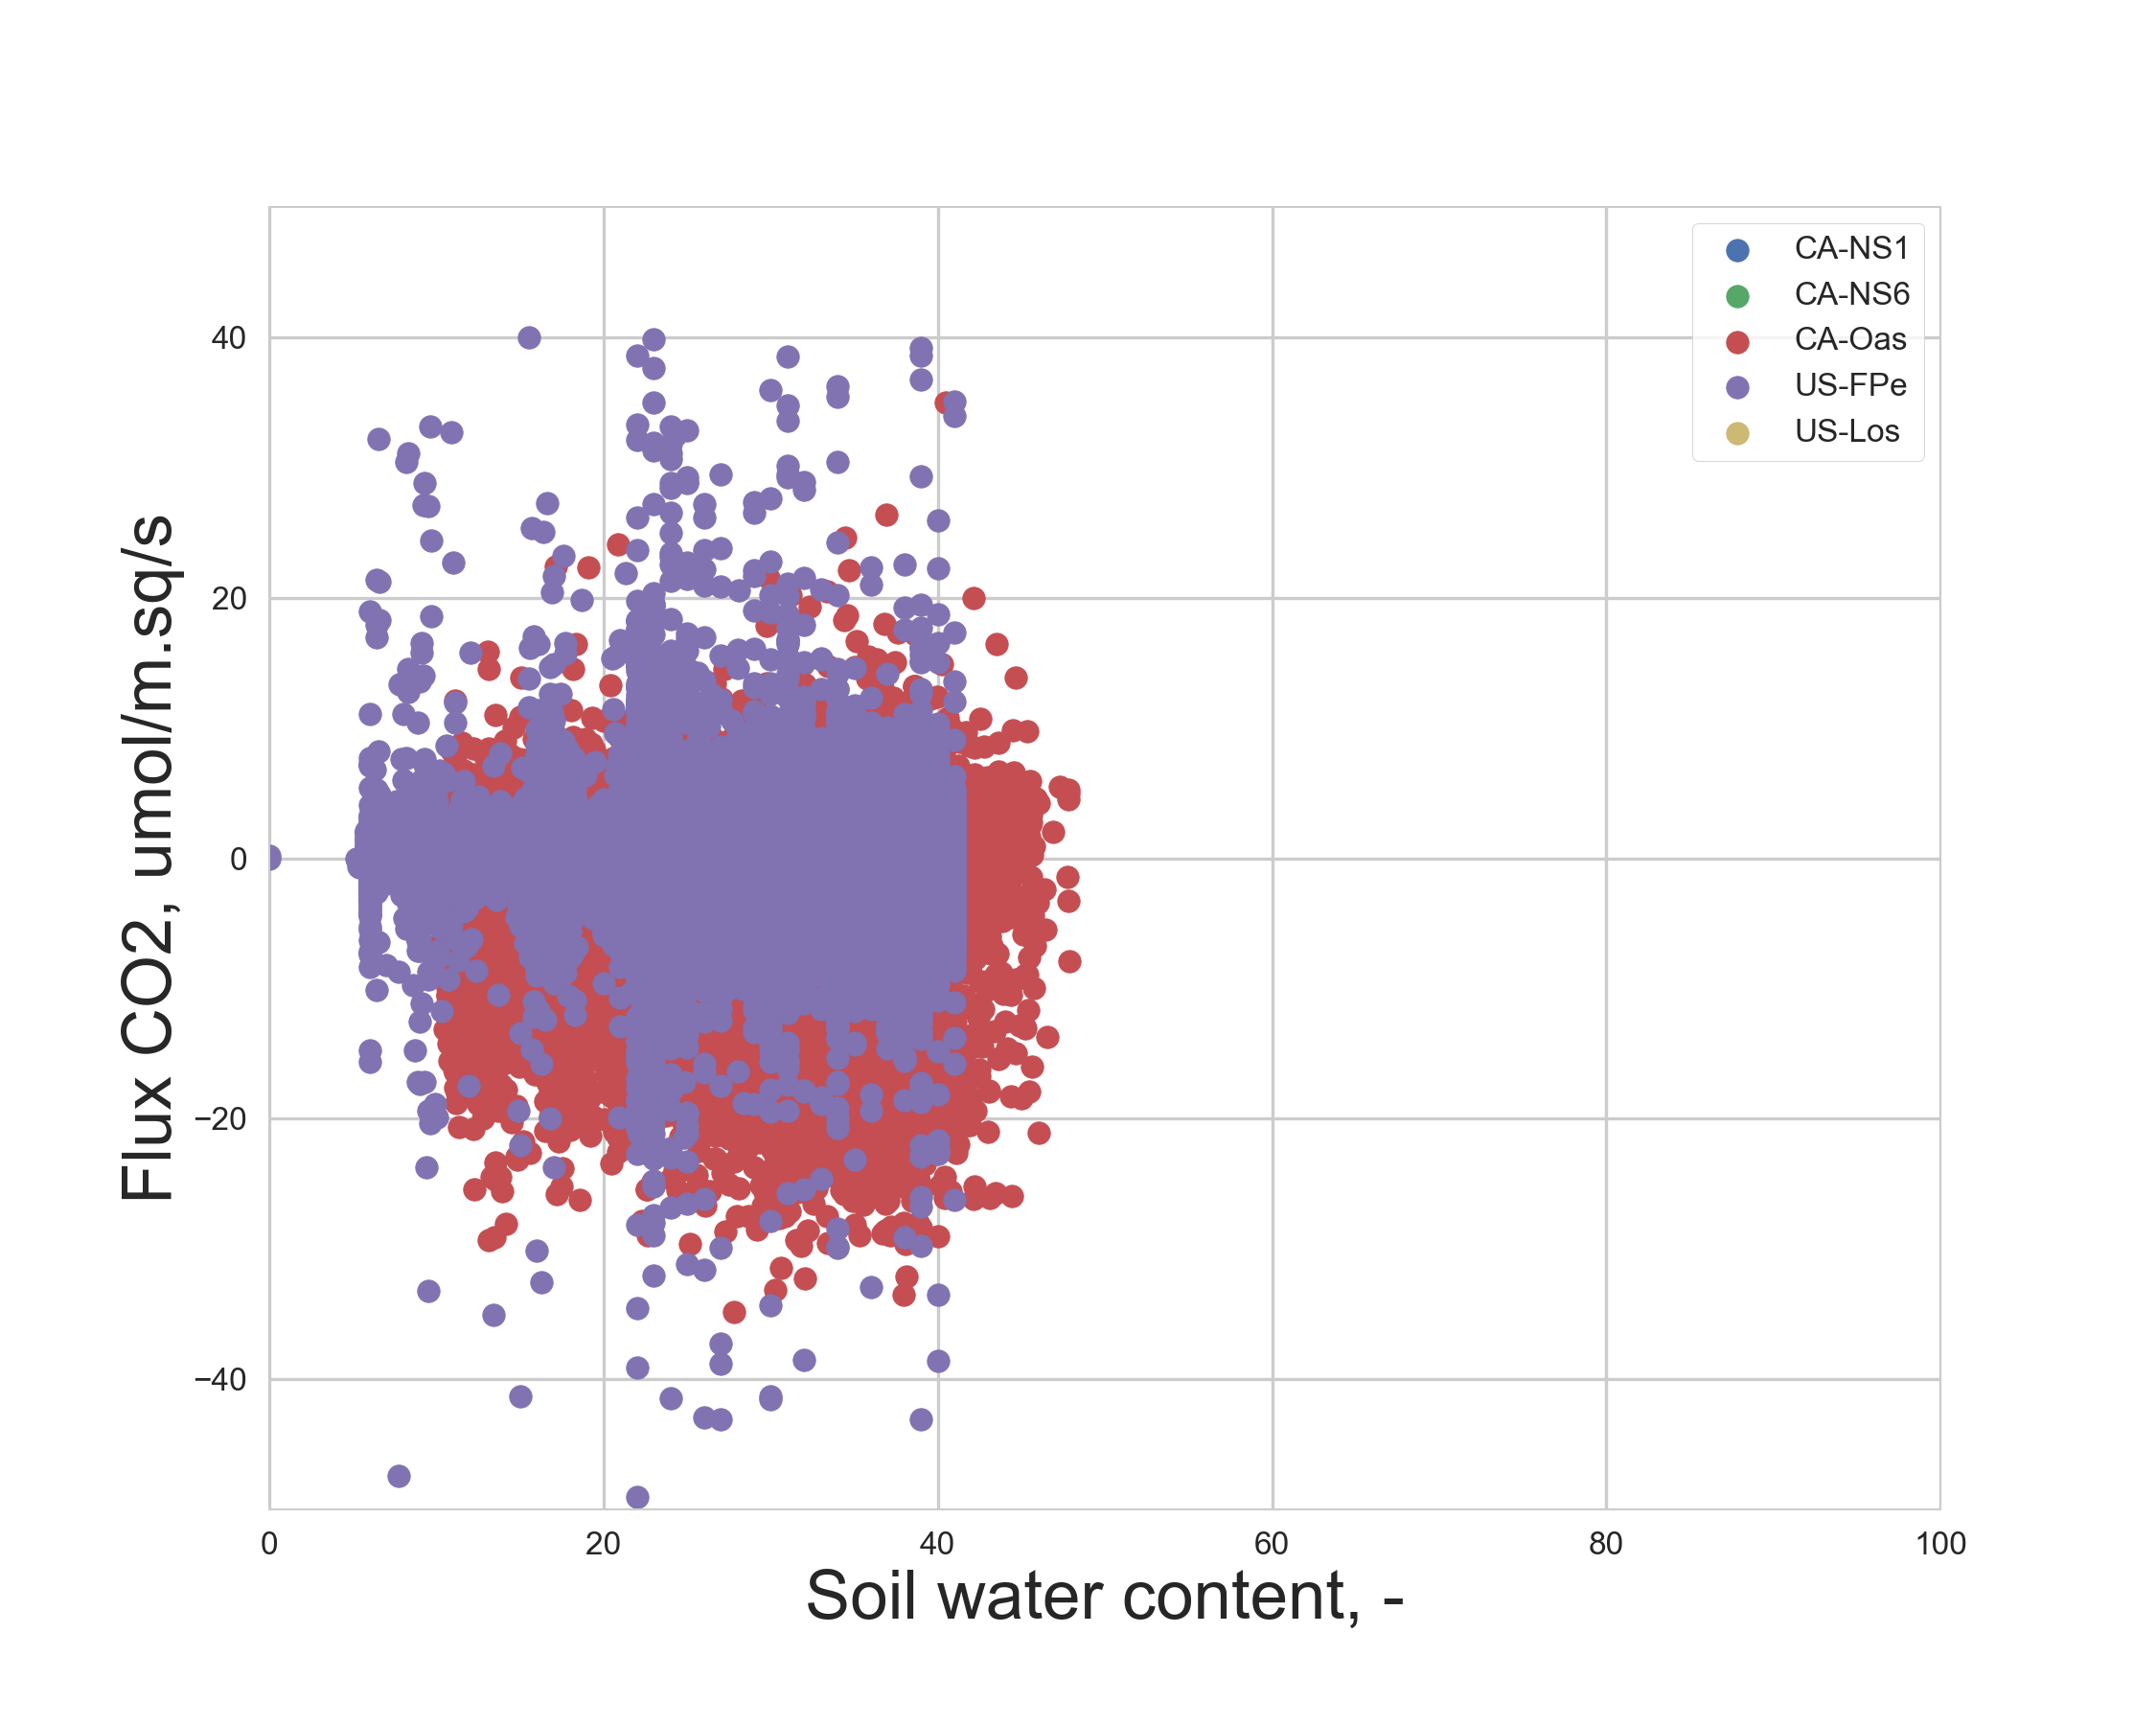 CA-NS1
CA-NS6
CA-Oas
US-FPe
US-Los
40
20
0
−20
−40
Flux CO2, umol/m.sq/s
0 20 40 60 80 100
Soil water content, -